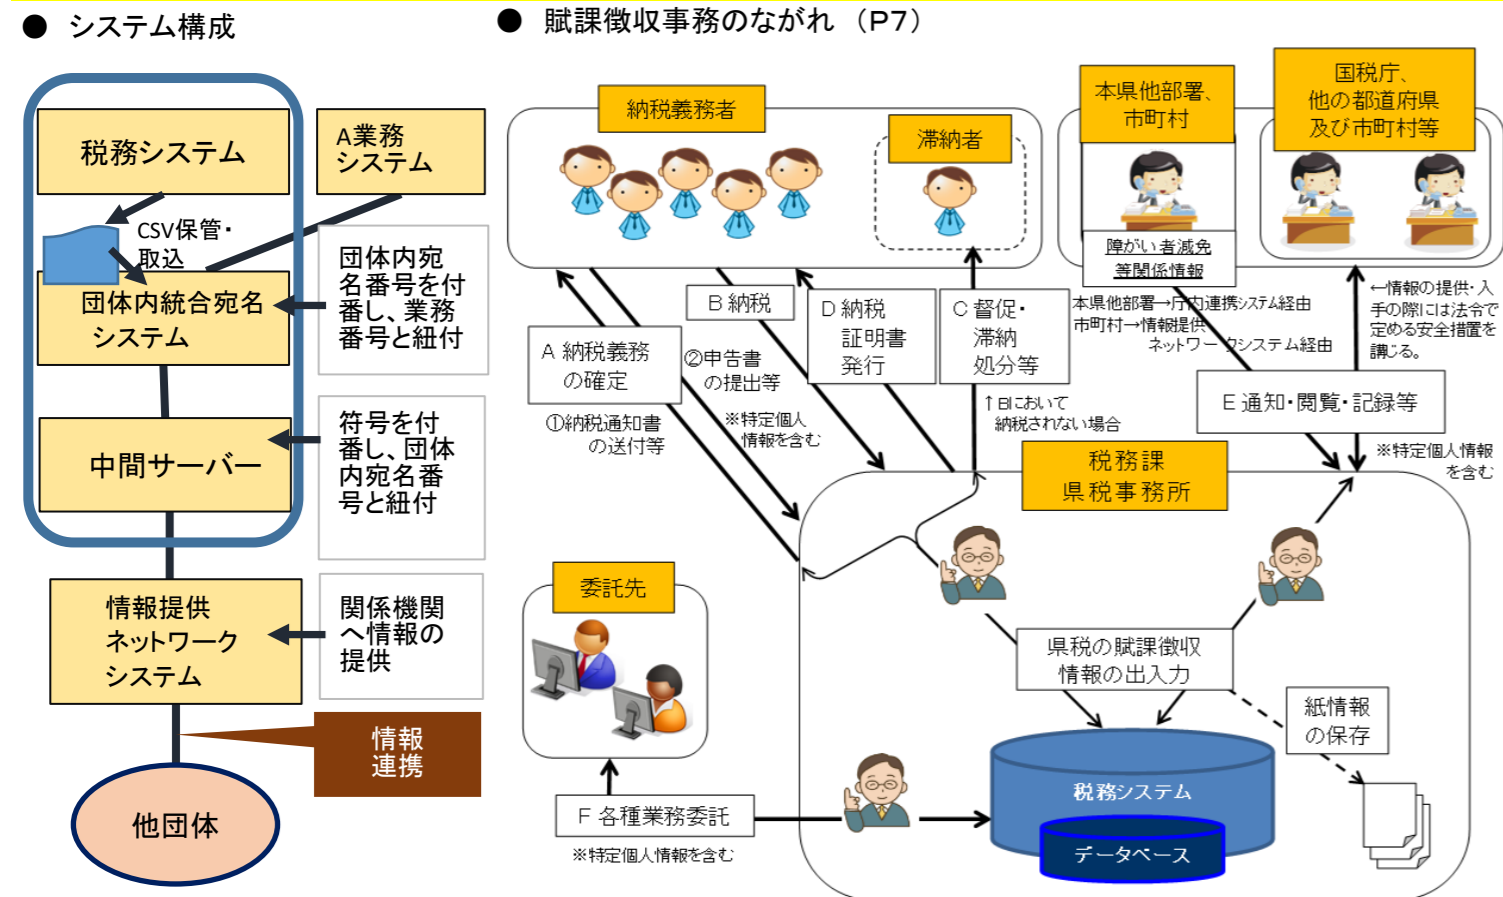 ● システム構成
税務システム
A業務
システム
CSV保管・
取込
団体内統合宛名
システム
団体内宛
名番号を付
番し、業務
番号と紐付
中間サーバー
符号を付
番し、団体
内宛名番
号と紐付
情報提供
ネットワーク
システム
関係機関
へ情報の
提供
情報
連携
他団体
● 賦課徴収事務のながれ（P7）
納税義務者
滞納者
本県他部署、
市町村
国税庁、
他の都道府県
及び市町村等
障がい者減免
等関係情報
本県他部署→庁内連携システム経由
市町村→情報提供
ネットワークシステム経由
←情報の提供・入
手の際には法令で
定める安全措置を
講じる。
A 納税義務
の確定
①納税通知書
の送付等
②申告書
の提出等
※特定個人
情報を含む
B 納税
D 納税
証明書
発行
C 督促・
滞納
処分等
↑Bにおいて
納税されない場合
E 通知・閲覧・記録等
※特定個人情報
を含む
税務課
県税事務所
委託先
県税の賦課徴収
情報の出入力
紙情報
の保存
F 各種業務委託
※特定個人情報を含む
税務システム
データベース